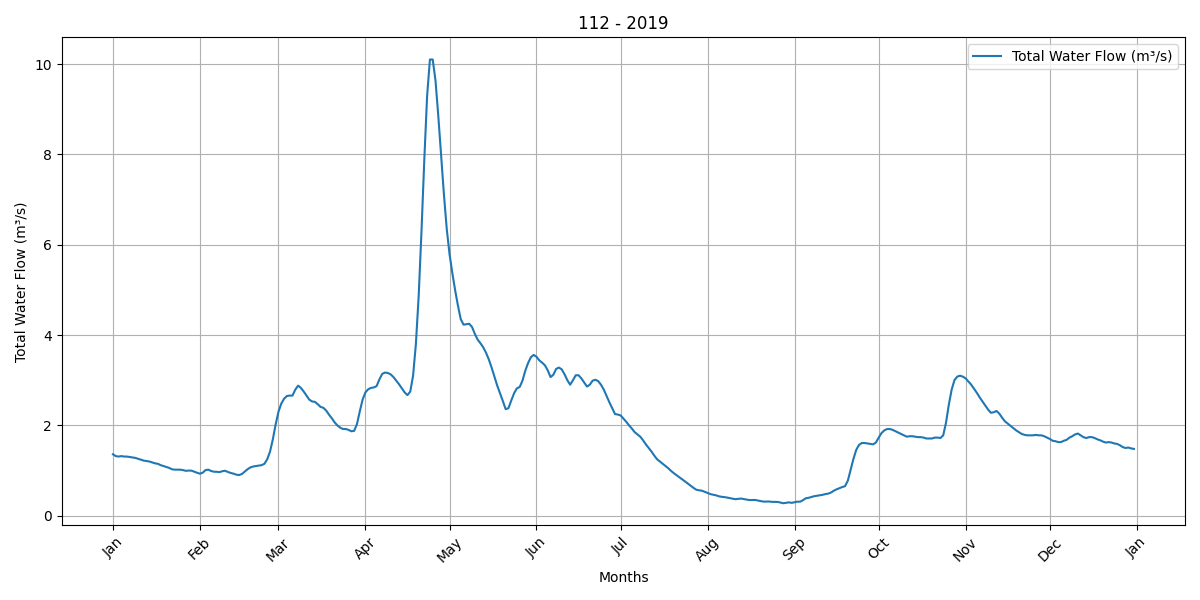 112 - 2019
Total Water Flow (m³/s)
Total Water Flow (m³/s)
10
8
6
4
2
0
Jan Feb Mar Apr May Jun Jul Aug Sep Oct Nov Dec Jan
Months